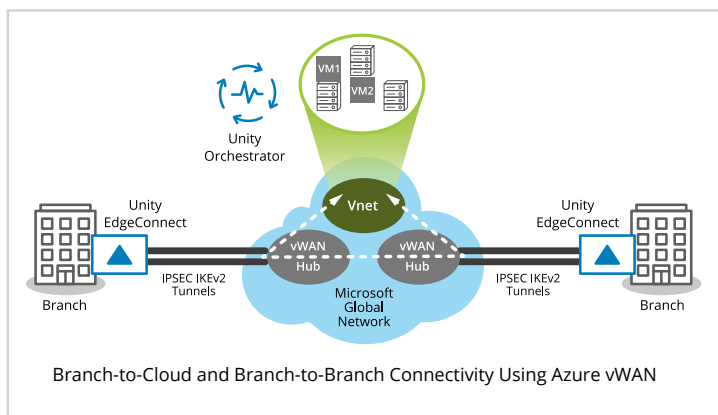 VM1
VM2
Unity
Orchestrator
Vnet
Unity
EdgeConnect
Unity
EdgeConnect
vWAN
Hub
vWAN
Hub
IPSEC IKEv2
Tunnels
IPSEC IKEv2
Tunnels
Branch
Microsoft
Global
Network
Branch
Branch-to-Cloud and Branch-to-Branch Connectivity Using Azure vWAN